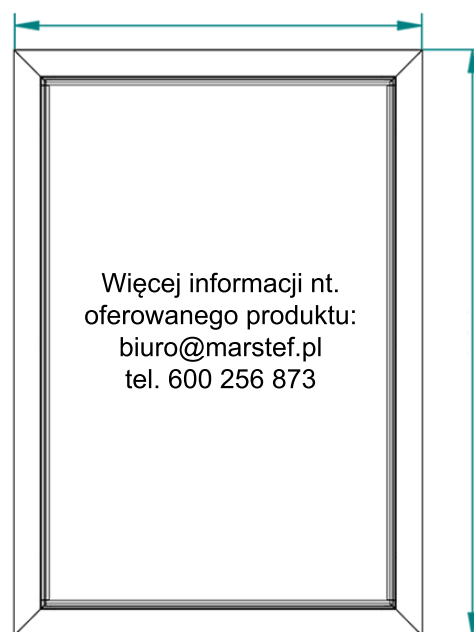 Więcej informacji nt.
oferowanego produktu:
biuro@marstef.pl
tel. 600 256 873